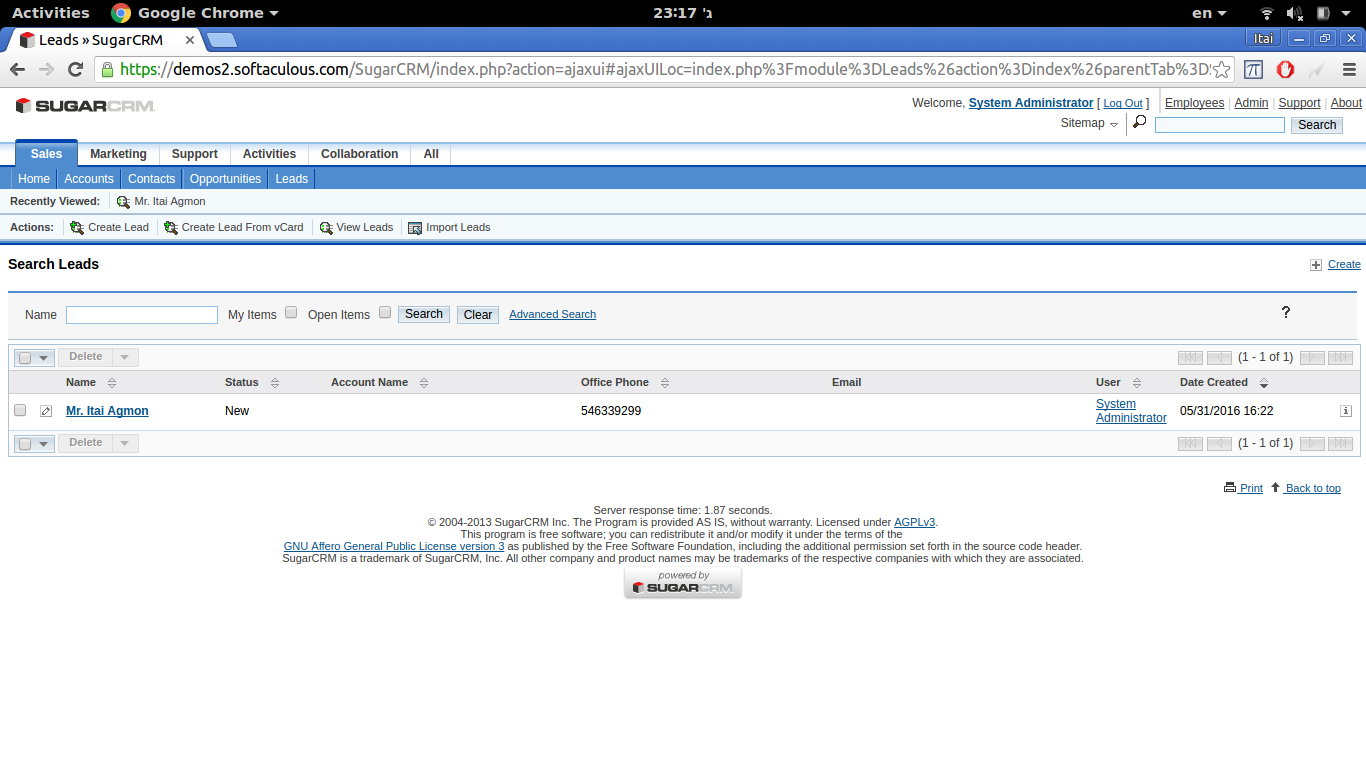 Activities Google Chrome 23:17 ג' en
Leads » SugarCRM Itai
https://demos2.softaculous.com/SugarCRM/index.php?action=ajaxui#ajaxUILoc=index.php%3Fmodule%3DLeads%26action%3Dindex%26parentTab%3D
SUGARCRM Welcome, System Administrator [ Log Out ] Employees | Admin | Support | About
Sitemap Search
Sales Marketing Support Activities Collaboration All
Home Accounts Contacts Opportunities Leads
Recently Viewed: Mr. Itai Agmon
Actions: Create Lead Create Lead From vCard View Leads Import Leads
Search Leads Create
Name My Items Open Items Search Clear Advanced Search ?
Delete (1 - 1 of 1)
Name Status Account Name Office Phone Email User Date Created
Mr. Itai Agmon New 546339299 System Administrator 05/31/2016 16:22
Delete (1 - 1 of 1)
Print Back to top
Server response time: 1.87 seconds.
© 2004-2013 SugarCRM Inc. The Program is provided AS IS, without warranty. Licensed under AGPLv3.
This program is free software; you can redistribute it and/or modify it under the terms of the
GNU Affero General Public License version 3 as published by the Free Software Foundation, including the additional permission set forth in the source code header.
SugarCRM is a trademark of SugarCRM, Inc. All other company and product names may be trademarks of the respective companies with which they are associated.
powered by
SUGARCRM